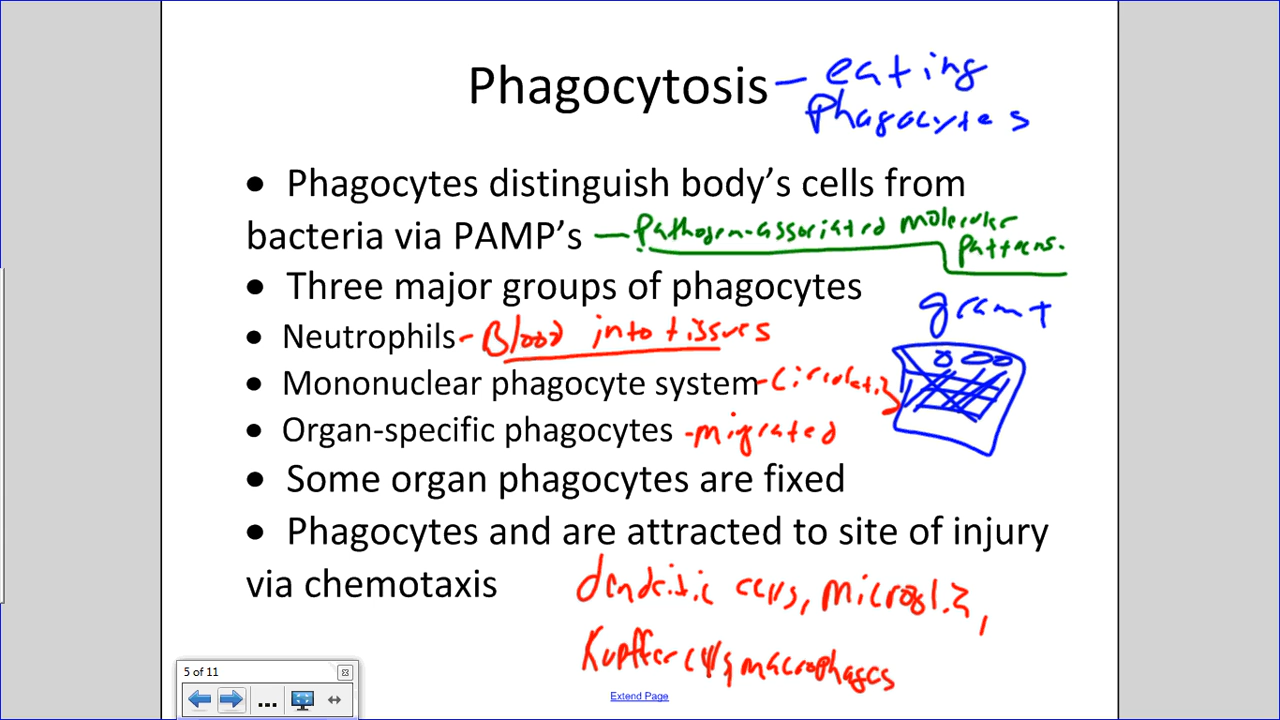 Phagocytosis – eating
Phagocytes
• Phagocytes distinguish body’s cells from
bacteria via PAMP’s – Pathogen-associated molecular
patterns.
• Three major groups of phagocytes
gram +
• Neutrophils - Blood into tissues
• Mononuclear phagocyte system - circulating
• Organ-specific phagocytes - migrated
• Some organ phagocytes are fixed
• Phagocytes and are attracted to site of injury
via chemotaxis
dendritic cells, microglia,
Kupffer cells, macrophages
5 of 11
...
Extend Page